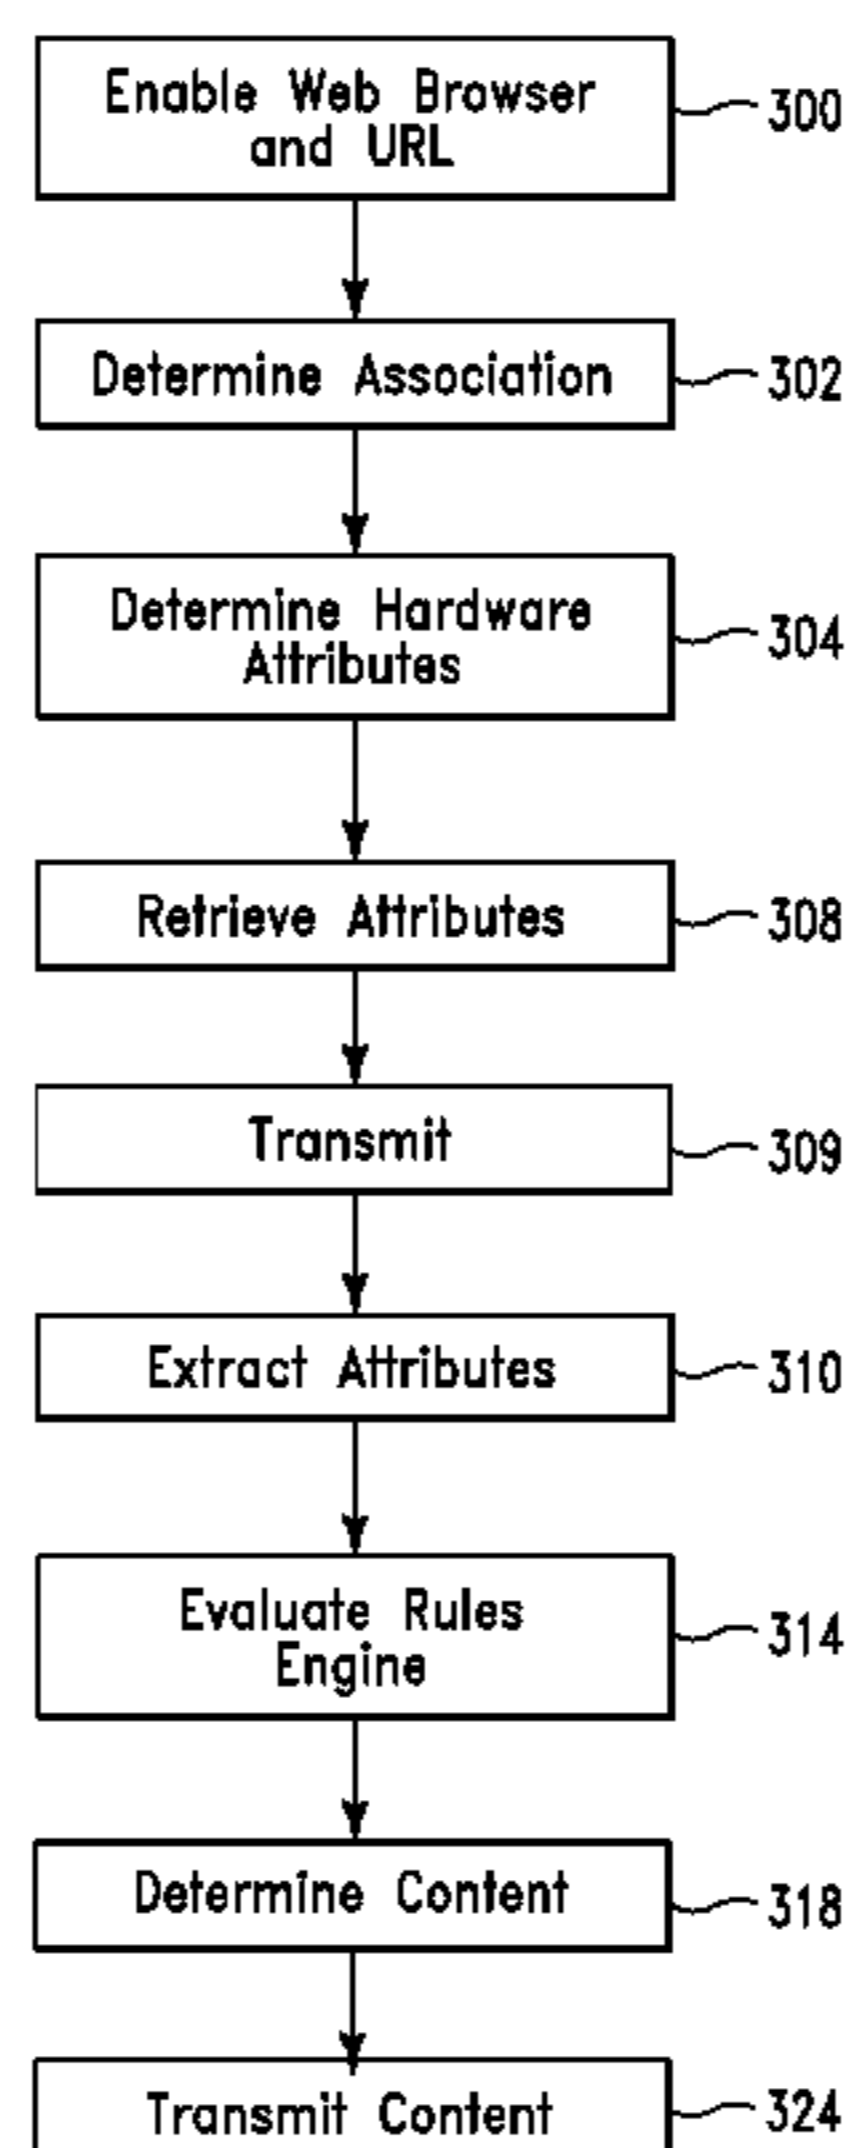 Enable Web Browser
and URL
300
Determine Association
302
Determine Hardware
Attributes
304
Retrieve Attributes
308
Transmit
309
Extract Attributes
310
Evaluate Rules
Engine
314
Determine Content
318
Transmit Content
324